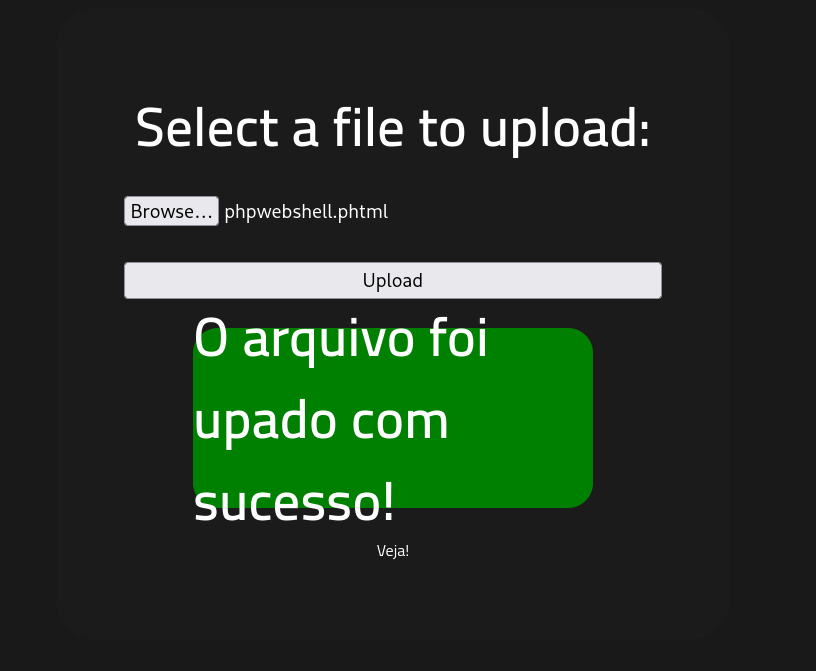 Select a file to upload:
Browse... phpwebshell.phtml
Upload
O arquivo foi
upado com
sucesso!
Veja!